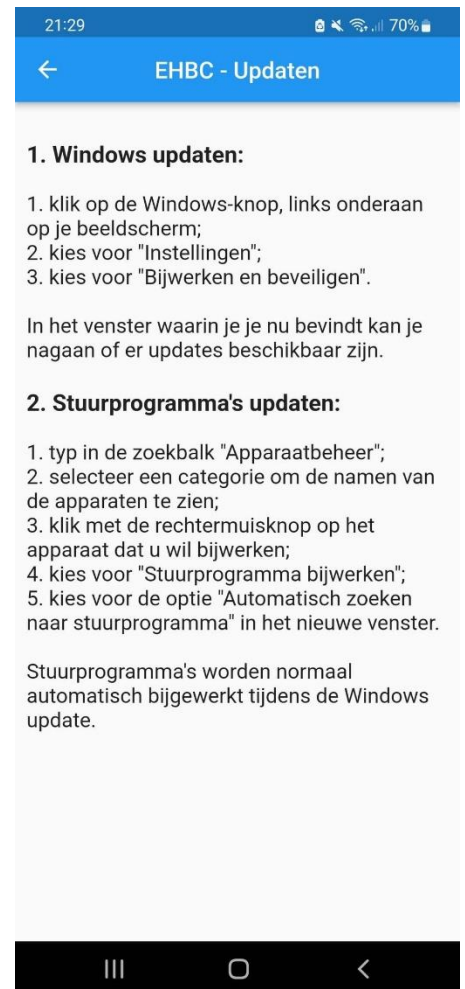 21:29
70%
EHBC - Updaten
1. Windows updaten:
1. klik op de Windows-knop, links onderaan
op je beeldscherm;
2. kies voor "Instellingen";
3. kies voor "Bijwerken en beveiligen".
In het venster waarin je je nu bevindt kan je
nagaan of er updates beschikbaar zijn.
2. Stuurprogramma's updaten:
1. typ in de zoekbalk "Apparaatbeheer";
2. selecteer een categorie om de namen van
de apparaten te zien;
3. klik met de rechtermuisknop op het
apparaat dat u wil bijwerken;
4. kies voor "Stuurprogramma bijwerken";
5. kies voor de optie "Automatisch zoeken
naar stuurprogramma" in het nieuwe venster.
Stuurprogramma's worden normaal
automatisch bijgewerkt tijdens de Windows
update.